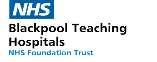 NHS
Blackpool Teaching
Hospitals
NHS Foundation Trust